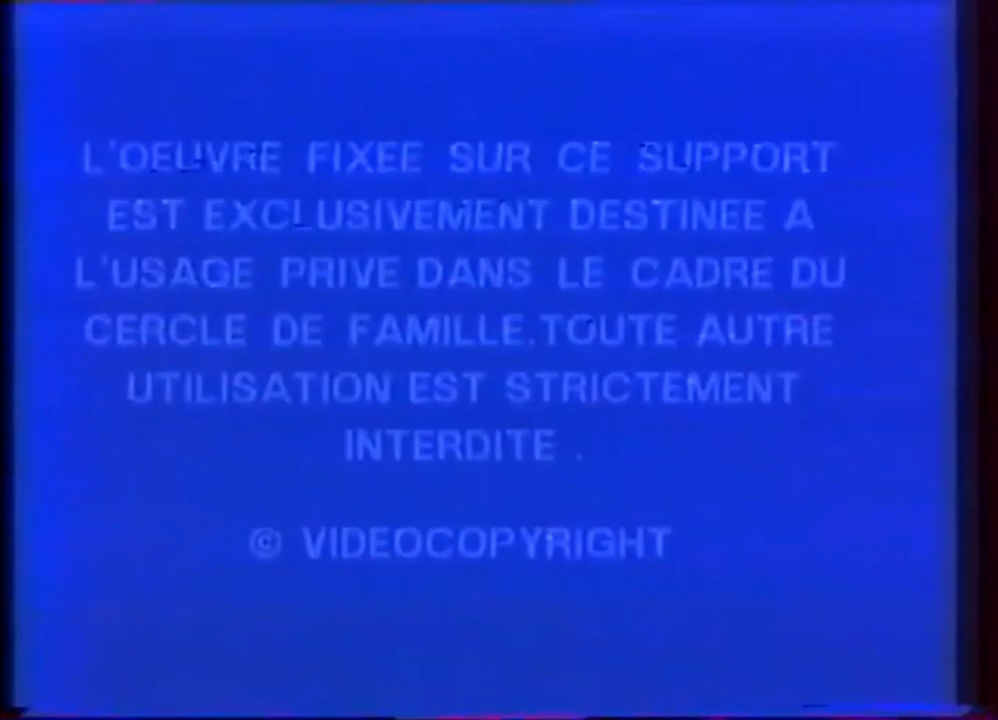 L'OEUVRE FIXEE SUR CE SUPPORT
EST EXCLUSIVEMENT DESTINEE A
L'USAGE PRIVE DANS LE CADRE DU
CERCLE DE FAMILLE.TOUTE AUTRE
UTILISATION EST STRICTEMENT
INTERDITE .
© VIDEOCOPYRIGHT